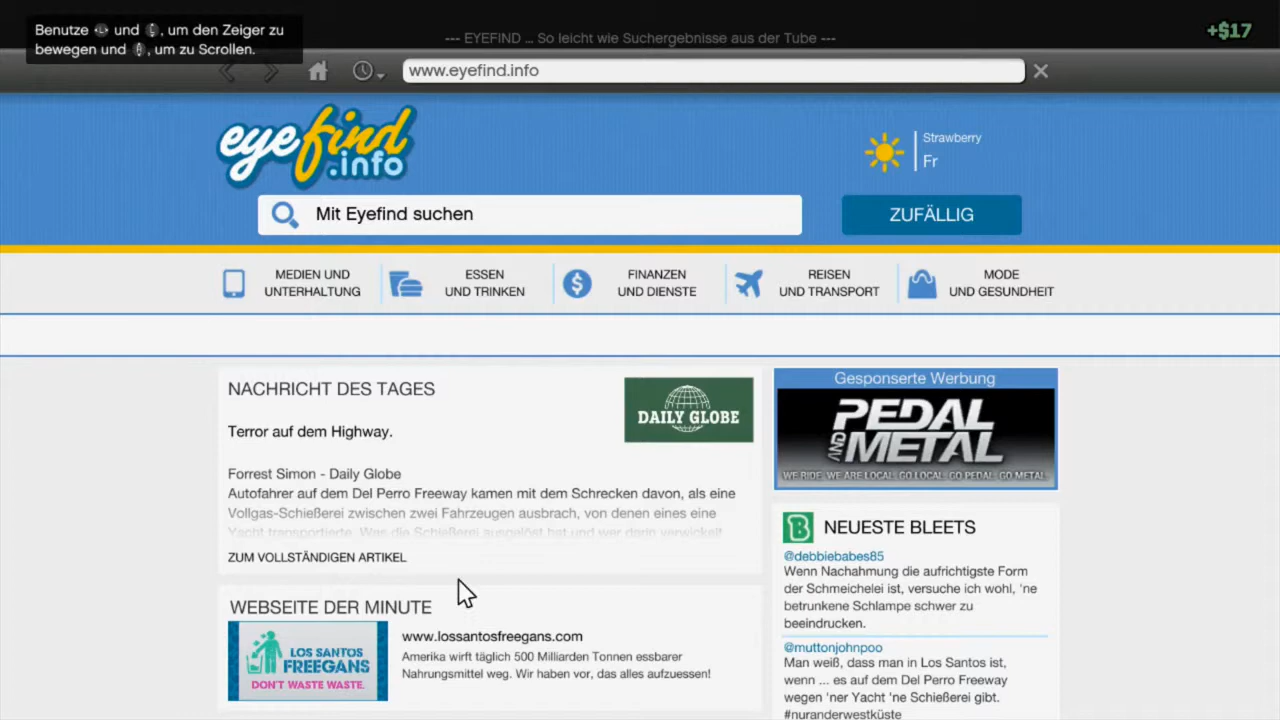 Benutze und , um den Zeiger zu
bewegen und , um zu Scrollen.
--- EYEFIND ... So leicht wie Suchergebnisse aus der Tube ---
+$17
www.eyefind.info
eyefind
.info
Strawberry
Fr
Mit Eyefind suchen
ZUFÄLLIG
MEDIEN UND
UNTERHALTUNG
ESSEN
UND TRINKEN
FINANZEN
UND DIENSTE
REISEN
UND TRANSPORT
MODE
UND GESUNDHEIT
NACHRICHT DES TAGES
DAILY GLOBE
Terror auf dem Highway.
Forrest Simon - Daily Globe
Autofahrer auf dem Del Perro Freeway kamen mit dem Schrecken davon, als eine
Vollgas-Schießerei zwischen zwei Fahrzeugen ausbrach, von denen eines eine
Yacht transportierte. Was die Schießerei ausgelöst hat und wer darin verwickelt
ZUM VOLLSTÄNDIGEN ARTIKEL
WEBSEITE DER MINUTE
LOS SANTOS
FREEGANS
DON'T WASTE WASTE.
www.lossantosfreegans.com
Amerika wirft täglich 500 Milliarden Tonnen essbarer
Nahrungsmittel weg. Wir haben vor, das alles aufzuessen!
Gesponserte Werbung
PEDAL
AND METAL
WE RIDE. WE ARE LOCAL. GO LOCAL. GO PEDAL. GO METAL.
B NEUESTE BLEETS
@debbiebabes85
Wenn Nachahmung die aufrichtigste Form
der Schmeichelei ist, versuche ich wohl, 'ne
betrunkene Schlampe schwer zu
beeindrucken.
@muttonjohnpoo
Man weiß, dass man in Los Santos ist,
wenn ... es auf dem Del Perro Freeway
wegen 'ner Yacht 'ne Schießerei gibt.
#nuranderwestküste